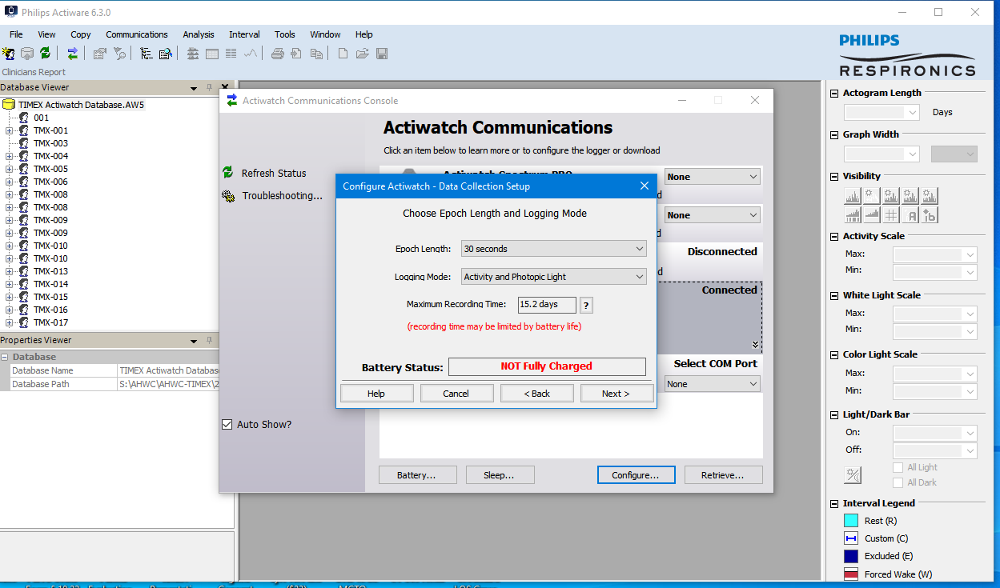 Philips Actiware 6.3.0
File View Copy Communications Analysis Interval Tools Window Help
Clinicians Report
PHILIPS
RESPIRONICS
Database Viewer
TIMEX Actiwatch Database.AW5
001
TMX-001
TMX-003
TMX-004
TMX-005
TMX-006
TMX-008
TMX-008
TMX-009
TMX-009
TMX-010
TMX-010
TMX-013
TMX-014
TMX-015
TMX-016
TMX-017
Properties Viewer
Database
Database Name TIMEX Actiwatch Databas
Database Path S:\AHWC\AHWC-TIMEX\2
Actiwatch Communications Console
Refresh Status
Troubleshooting...
Auto Show?
Actiwatch Communications
Click an item below to learn more or to configure the logger or download
Actiwatch Spectrum PRO
None
d
None
d
Disconnected
d
Connected
Select COM Port
None
Battery... Sleep... Configure... Retrieve...
Configure Actiwatch - Data Collection Setup
Choose Epoch Length and Logging Mode
Epoch Length: 30 seconds
Logging Mode: Activity and Photopic Light
Maximum Recording Time: 15.2 days ?
(recording time may be limited by battery life)
Battery Status: NOT Fully Charged
Help Cancel < Back Next >
Actogram Length
Days
Graph Width
Visibility
Activity Scale
Max:
Min:
White Light Scale
Max:
Min:
Color Light Scale
Max:
Min:
Light/Dark Bar
On:
Off:
All Light
All Dark
Interval Legend
Rest (R)
Custom (C)
Excluded (E)
Forced Wake (W)